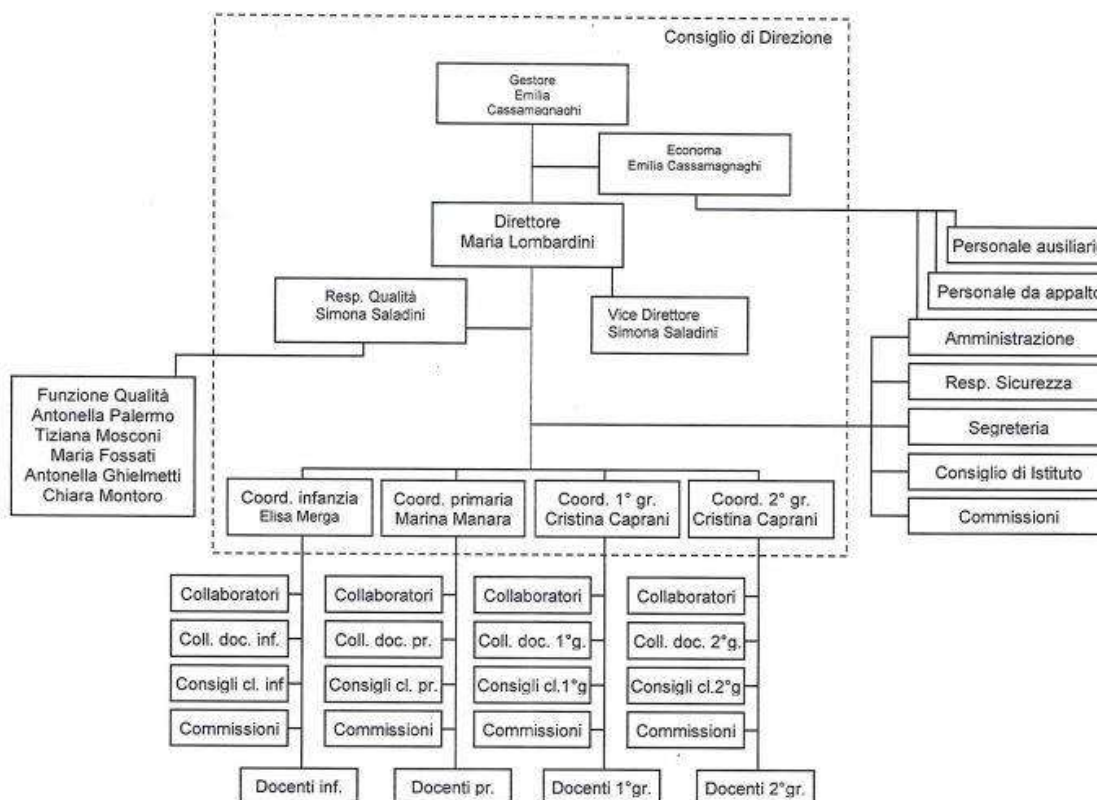 Consiglio di Direzione
Gestore
Emilia
Cassamagnaghi
Economa
Emilia Cassamagnaghi
Direttore
Maria Lombardini
Personale ausiliario
Personale da appalto
Resp. Qualità
Simona Saladini
Vice Direttore
Simona Saladini
Amministrazione
Resp. Sicurezza
Segreteria
Consiglio di Istituto
Commissioni
Funzione Qualità
Antonella Palermo
Tiziana Mosconi
Maria Fossati
Antonella Ghielmetti
Chiara Montoro
Coord. infanzia
Elisa Merga
Coord. primaria
Marina Manara
Coord. 1° gr.
Cristina Caprani
Coord. 2° gr.
Cristina Caprani
Collaboratori
Collaboratori
Collaboratori
Collaboratori
Coll. doc. inf.
Coll. doc. pr.
Coll. doc. 1°g.
Coll. doc. 2°g.
Consigli cl. inf
Consigli cl. pr.
Consigli cl.1°g
Consigli cl.2°g
Commissioni
Commissioni
Commissioni
Commissioni
Docenti inf.
Docenti pr.
Docenti 1°gr.
Docenti 2°gr.